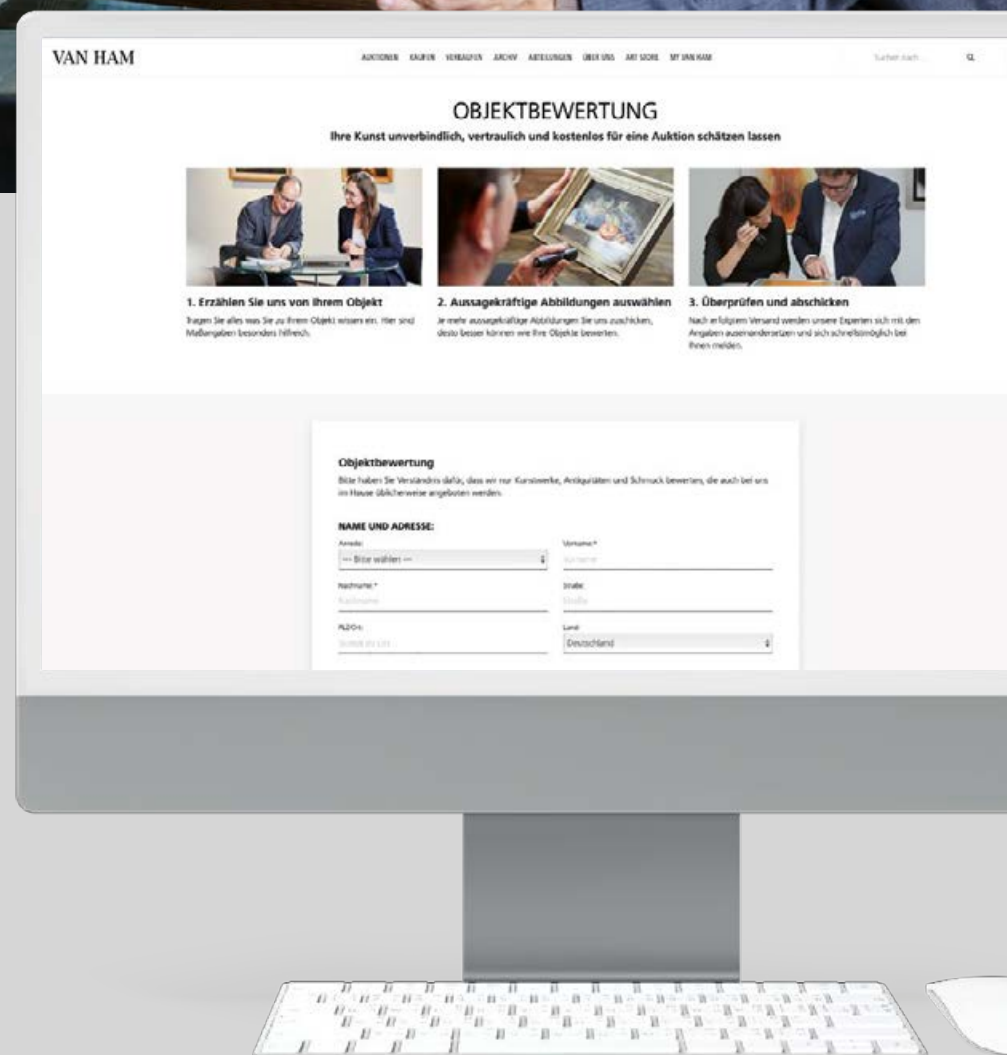 VAN HAM
AUKTIONEN KAUFEN VERKAUFEN ARCHIV ABTEILUNGEN ÜBER UNS ART STORE MY VAN HAM
Suchen nach ...
OBJEKTBEWERTUNG
Ihre Kunst unverbindlich, vertraulich und kostenlos für eine Auktion schätzen lassen
1. Erzählen Sie uns von Ihrem Objekt
Tragen Sie alles was Sie zu Ihrem Objekt wissen ein. Hier sind
Maßangaben besonders hilfreich.
2. Aussagekräftige Abbildungen auswählen
Je mehr aussagekräftige Abbildungen Sie uns zuschicken,
desto besser können wir Ihre Objekte bewerten.
3. Überprüfen und abschicken
Nach erfolgtem Versand werden unsere Experten sich mit den
Angaben auseinandersetzen und sich schnellstmöglich bei
Ihnen melden.
Objektbewertung
Bitte haben Sie Verständnis dafür, dass wir nur Kunstwerke, Antiquitäten und Schmuck bewerten, die auch bei uns
im Hause üblicherweise angeboten werden.
NAME UND ADRESSE:
Anrede:
--- Bitte wählen ---
Vorname:*
Vorname
Nachname:*
Nachname
Straße:
Straße
PLZ/Ort:
Land:
Deutschland